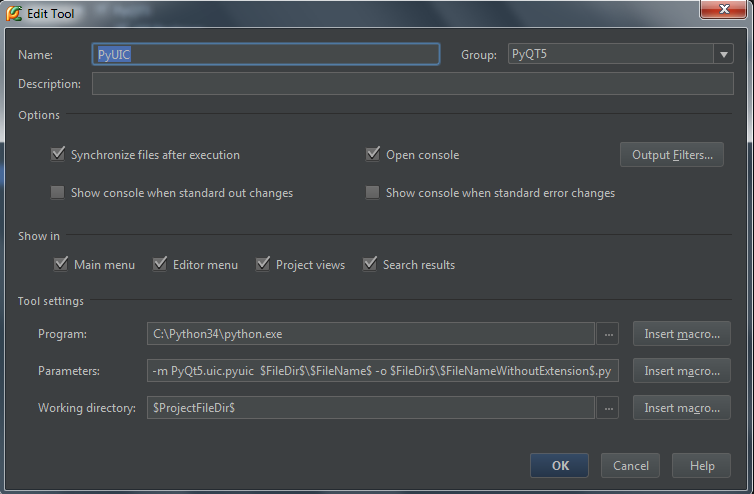 Edit Tool
Name: PyUIC Group: PyQT5
Description:
Options
Synchronize files after execution Open console Output Filters...
Show console when standard out changes Show console when standard error changes
Show in
Main menu Editor menu Project views Search results
Tool settings
Program: C:\Python34\python.exe ... Insert macro...
Parameters: -m PyQt5.uic.pyuic $FileDir$\$FileName$ -o $FileDir$\$FileNameWithoutExtension$.py Insert macro...
Working directory: $ProjectFileDir$ ... Insert macro...
OK Cancel Help